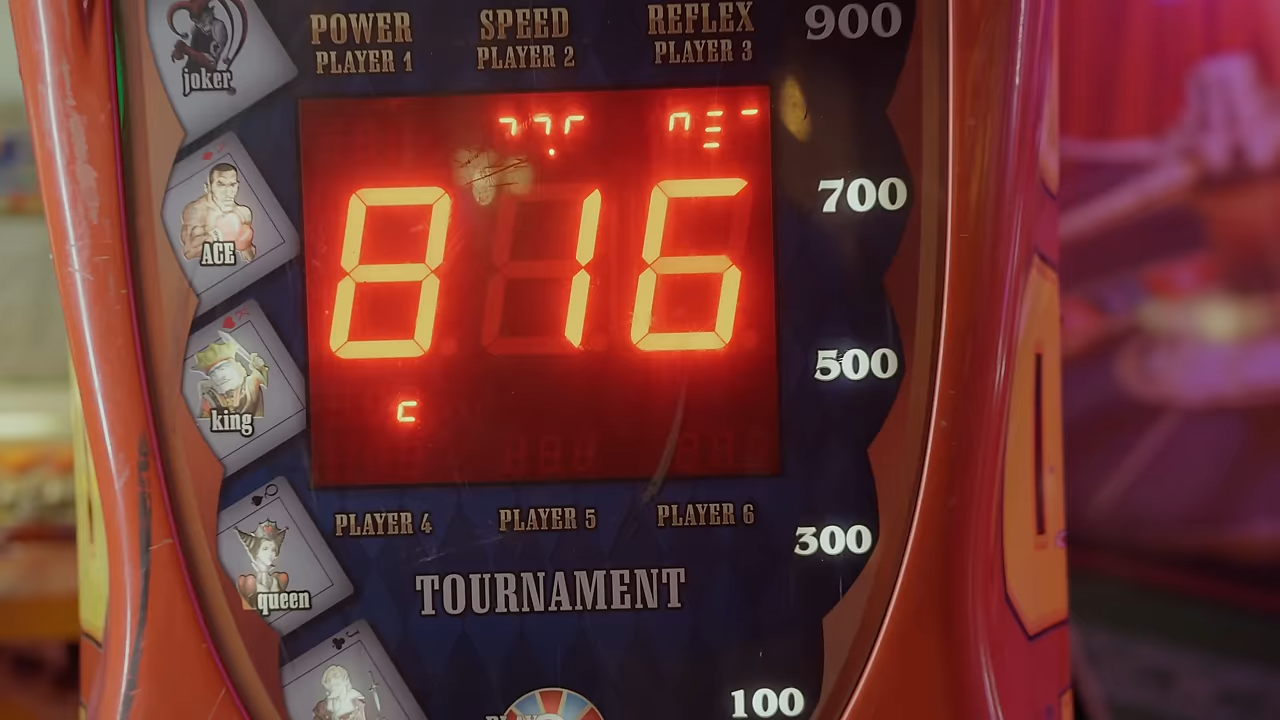 POWER SPEED REFLEX 900
PLAYER 1 PLAYER 2 PLAYER 3
joker
816
700
ACE
500
king
PLAYER 4 PLAYER 5 PLAYER 6
300
TOURNAMENT
queen
100